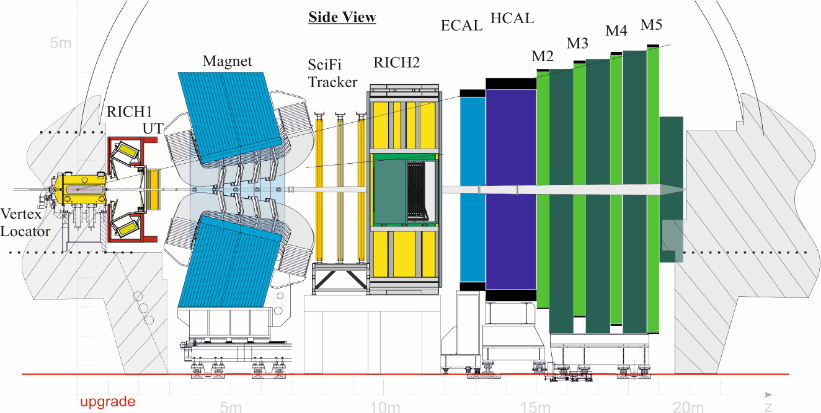 Side View
5m
ECAL
HCAL
M2
M3
M4
M5
Magnet
SciFi
Tracker
RICH2
RICH1
UT
Vertex
Locator
upgrade
5m
10m
15m
20m
z